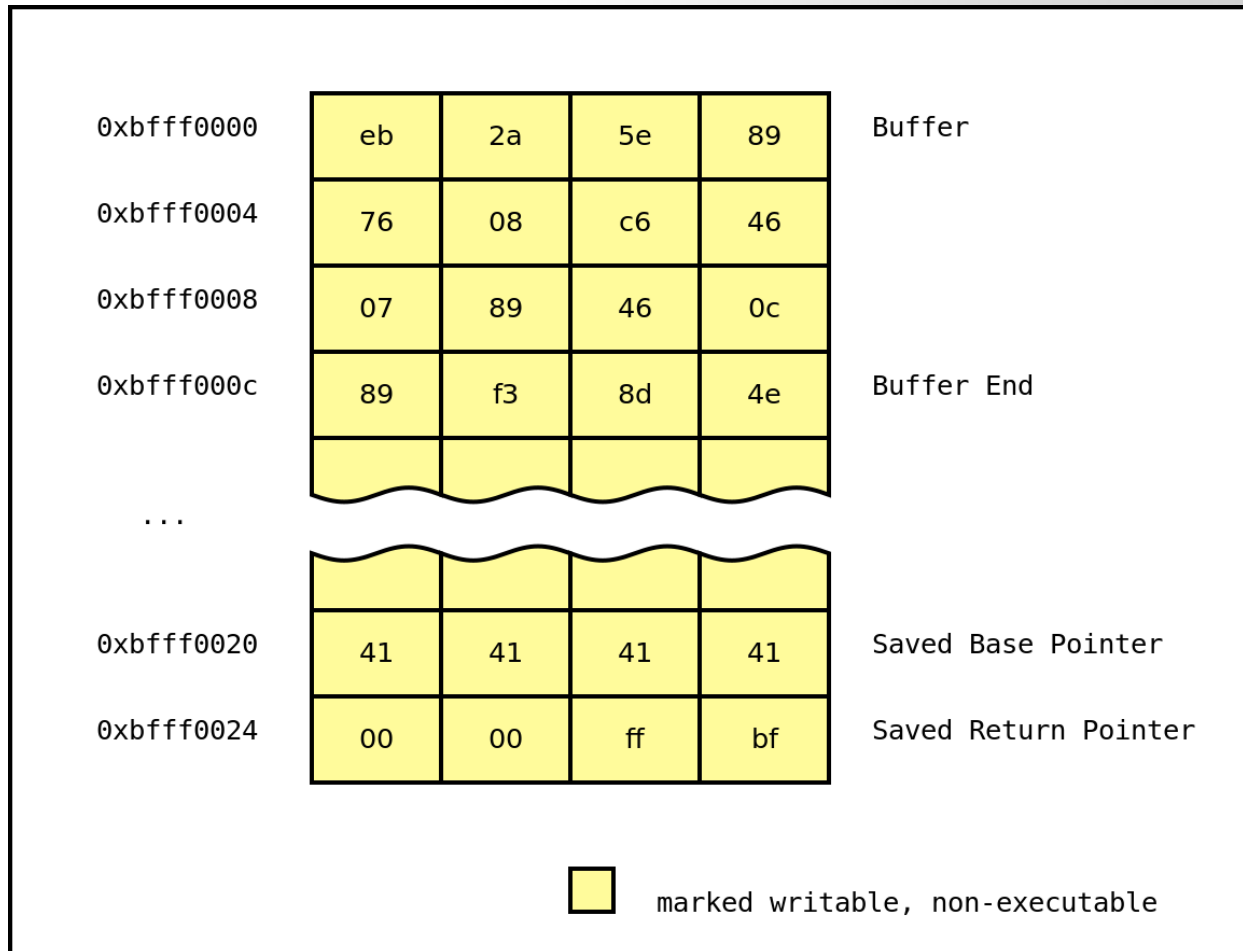 0xbfff0000 eb 2a 5e 89 Buffer
0xbfff0004 76 08 c6 46
0xbfff0008 07 89 46 0c
0xbfff000c 89 f3 8d 4e Buffer End
...
0xbfff0020 41 41 41 41 Saved Base Pointer
0xbfff0024 00 00 ff bf Saved Return Pointer
marked writable, non-executable